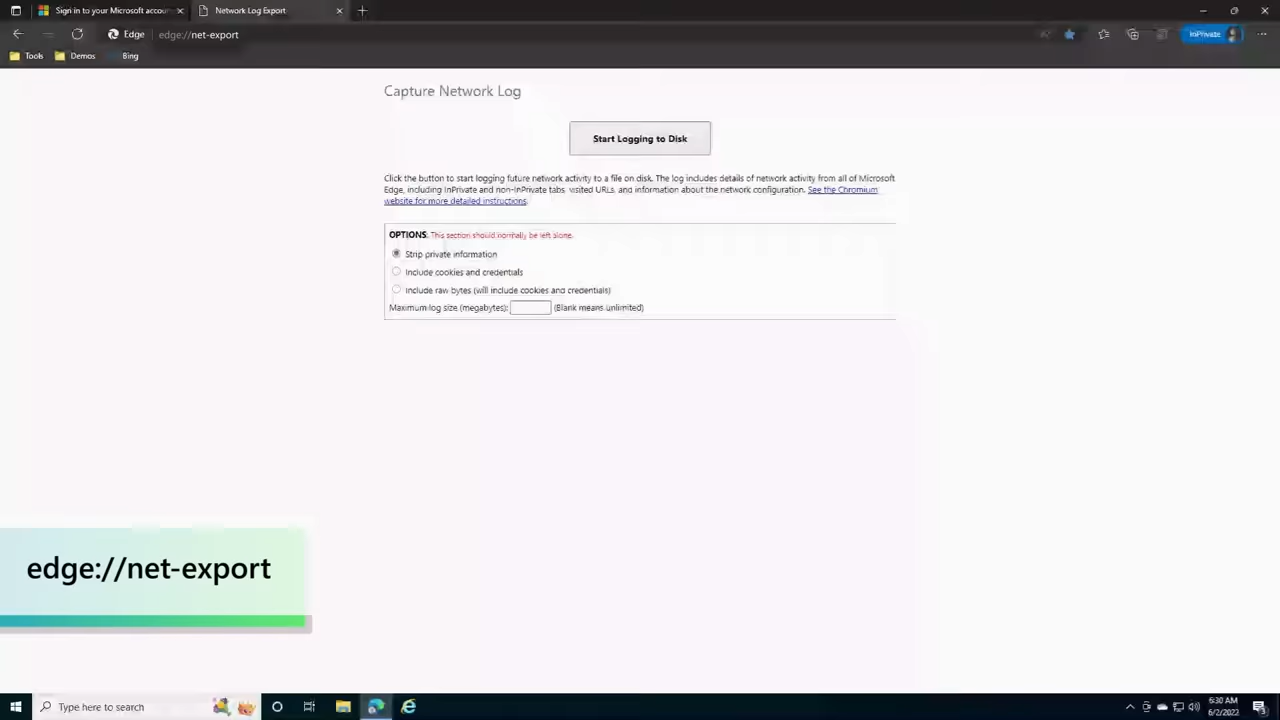 Sign in to your Microsoft accoun
Network Log Export
Edge
edge://net-export
InPrivate
Tools
Demos
Bing
Capture Network Log
Start Logging to Disk
Click the button to start logging future network activity to a file on disk. The log includes details of network activity from all of Microsoft
Edge, including InPrivate and non-InPrivate tabs, visited URLs, and information about the network configuration. See the Chromium
website for more detailed instructions.
OPTIONS: This section should normally be left alone.
Strip private information
Include cookies and credentials
Include raw bytes (will include cookies and credentials)
Maximum log size (megabytes): (Blank means unlimited)
edge://net-export
Type here to search
6:30 AM
6/2/2022